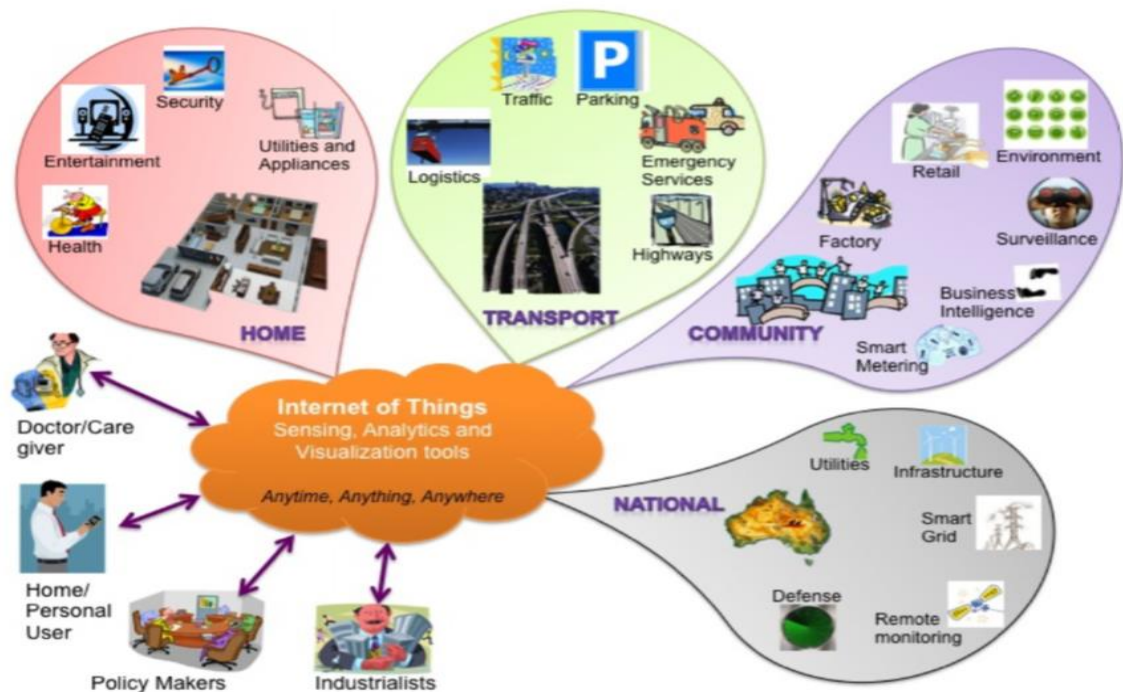 Security
Entertainment
Utilities and
Appliances
Health
HOME
Traffic
P
Parking
Logistics
Emergency
Services
Highways
TRANSPORT
Retail
Environment
Factory
Surveillance
Business
Intelligence
COMMUNITY
Smart
Metering
Internet of Things
Sensing, Analytics and
Visualization tools
Anytime, Anything, Anywhere
Doctor/Care
giver
Home/
Personal
User
Policy Makers
Industrialists
Utilities
Infrastructure
NATIONAL
Smart
Grid
Defense
Remote
monitoring